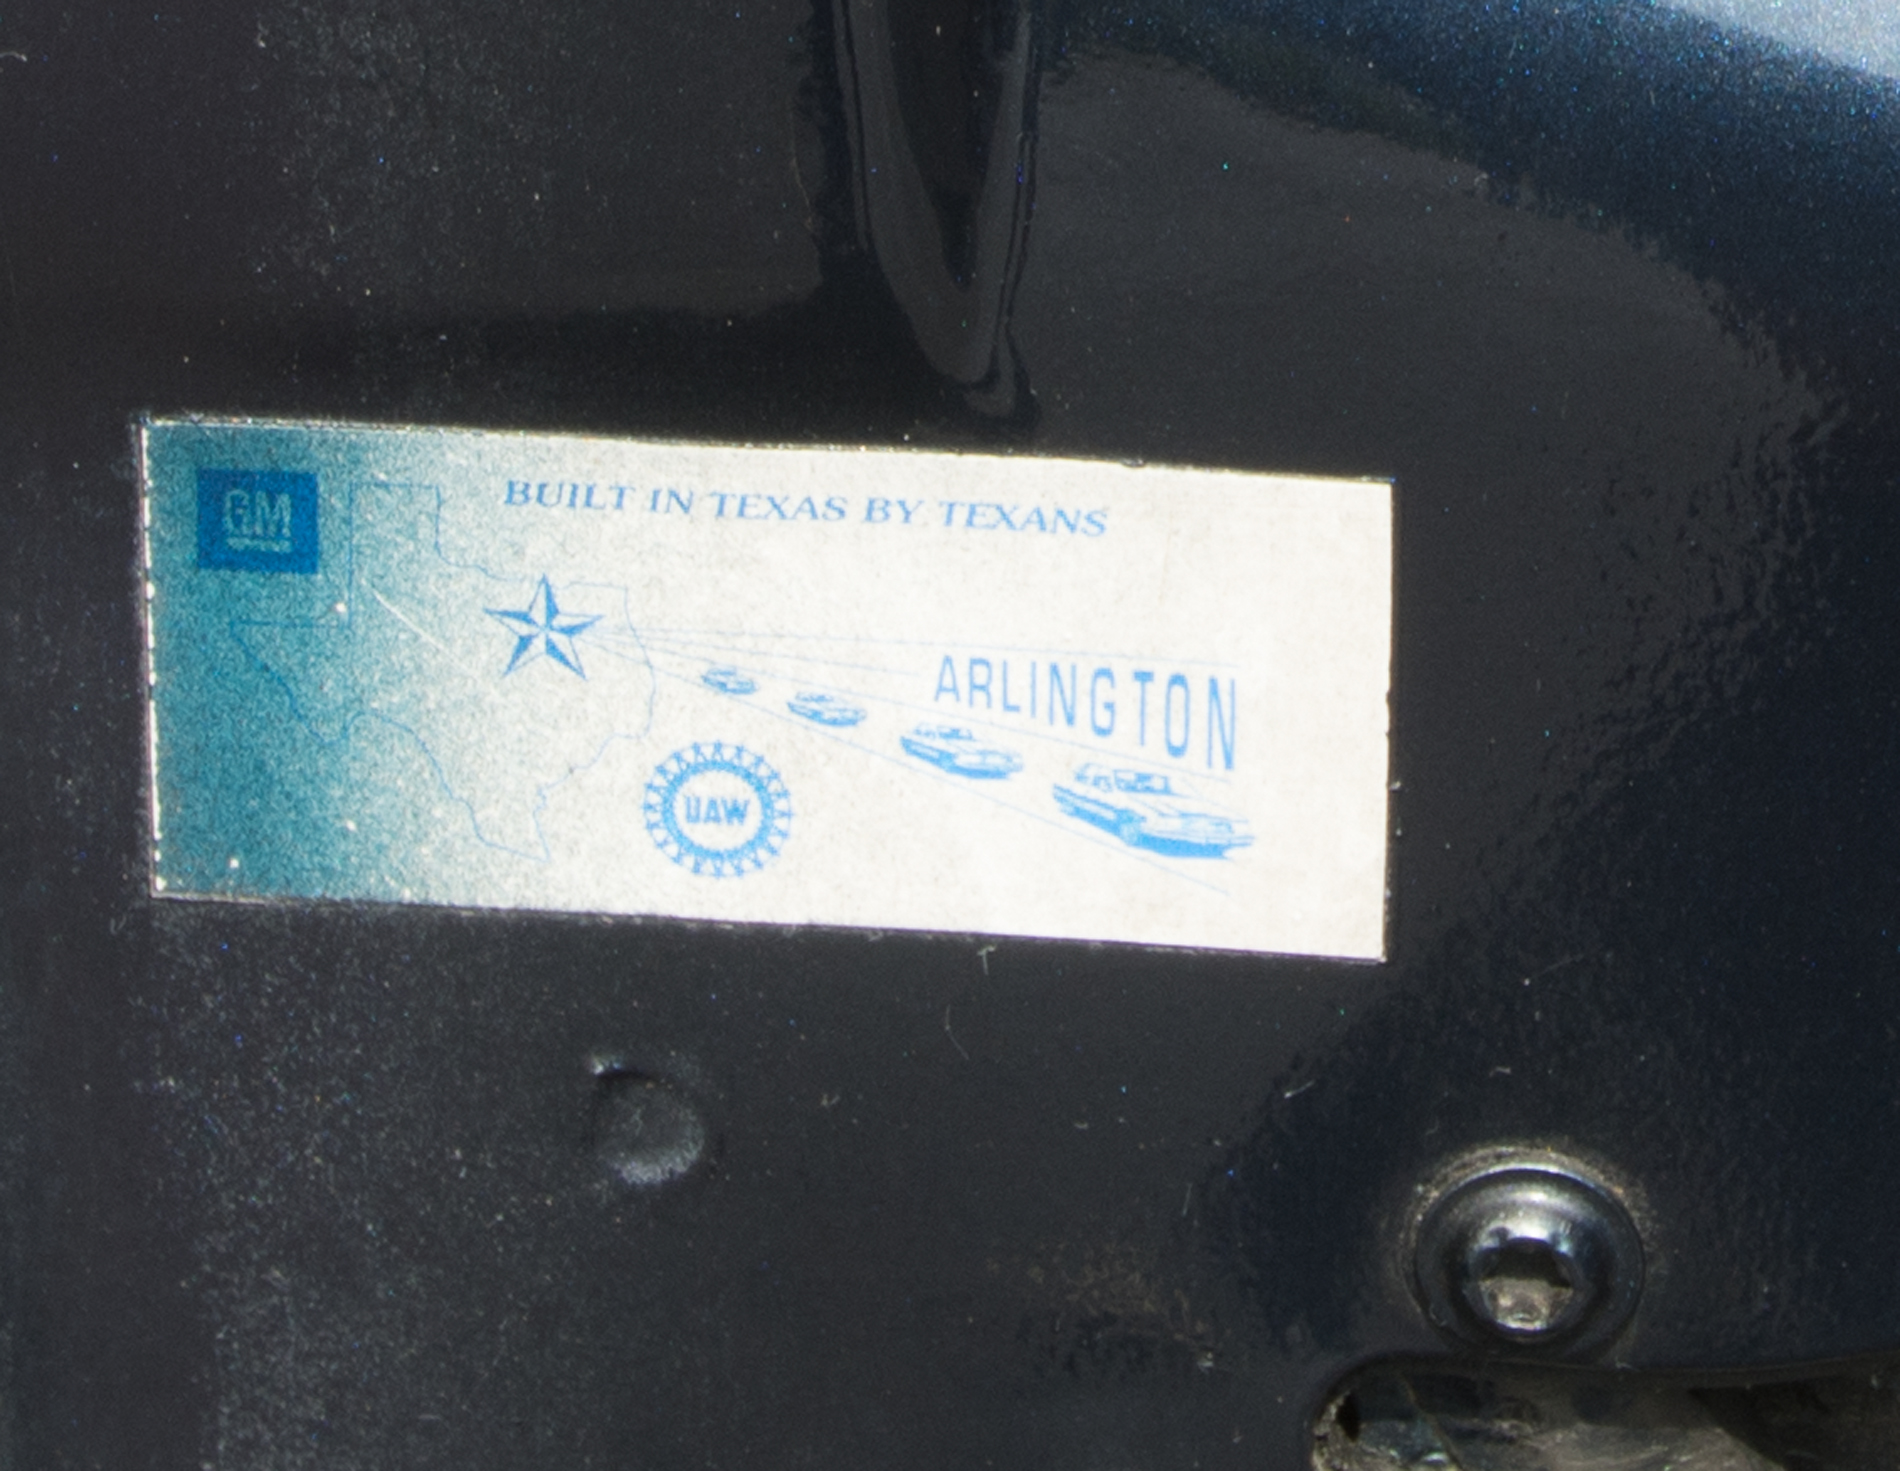 GM
BUILT IN TEXAS BY TEXANS
ARLINGTON
UAW